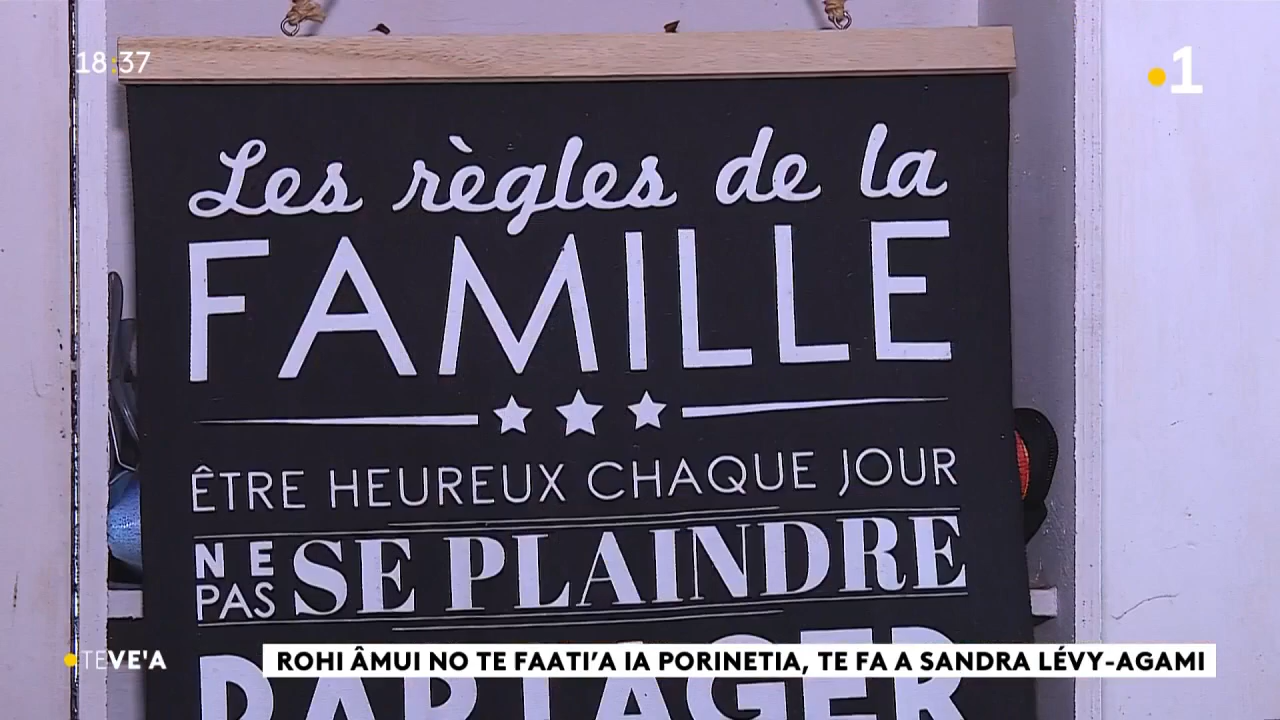 18:37
1
Les règles de la
FAMILLE
ÊTRE HEUREUX CHAQUE JOUR
NE PAS SE PLAINDRE
PARTAGER
TEVE'A
ROHI ÂMUI NO TE FAATI'A IA PORINETIA, TE FA A SANDRA LÉVY-AGAMI